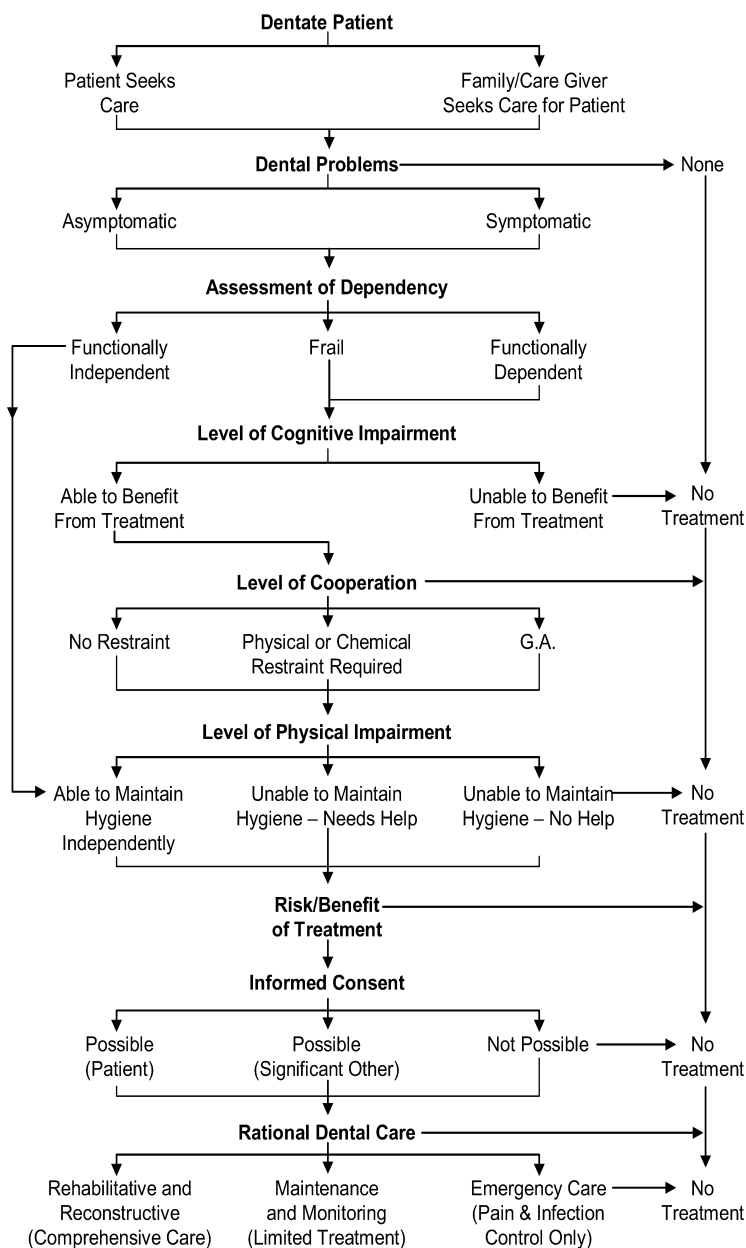 Dentate Patient
Patient Seeks
Care
Family/Care Giver
Seeks Care for Patient
Dental Problems
None
Asymptomatic
Symptomatic
Assessment of Dependency
Functionally
Independent
Frail
Functionally
Dependent
Level of Cognitive Impairment
Able to Benefit
From Treatment
Unable to Benefit
From Treatment
No
Treatment
Level of Cooperation
No Restraint
Physical or Chemical
Restraint Required
G.A.
Level of Physical Impairment
Able to Maintain
Hygiene
Independently
Unable to Maintain
Hygiene – Needs Help
Unable to Maintain
Hygiene – No Help
No
Treatment
Risk/Benefit
of Treatment
Informed Consent
Possible
(Patient)
Possible
(Significant Other)
Not Possible
No
Treatment
Rational Dental Care
Rehabilitative and
Reconstructive
(Comprehensive Care)
Maintenance
and Monitoring
(Limited Treatment)
Emergency Care
(Pain & Infection
Control Only)
No
Treatment